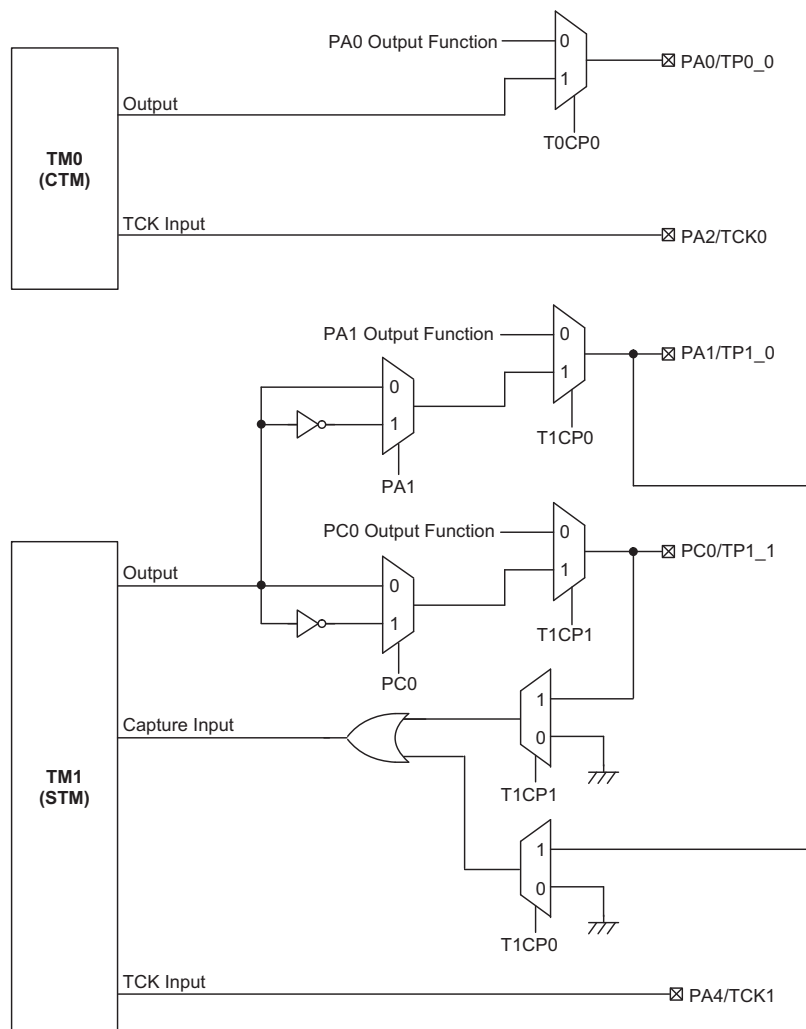 PA0 Output Function
0
1
PA0/TP0_0
Output
T0CP0
TM0
(CTM)
TCK Input
PA2/TCK0
PA1 Output Function
0
1
PA1/TP1_0
0
1
T1CP0
PA1
PC0 Output Function
0
1
PC0/TP1_1
Output
0
1
T1CP1
PC0
Capture Input
1
0
T1CP1
TM1
(STM)
1
0
T1CP0
TCK Input
PA4/TCK1